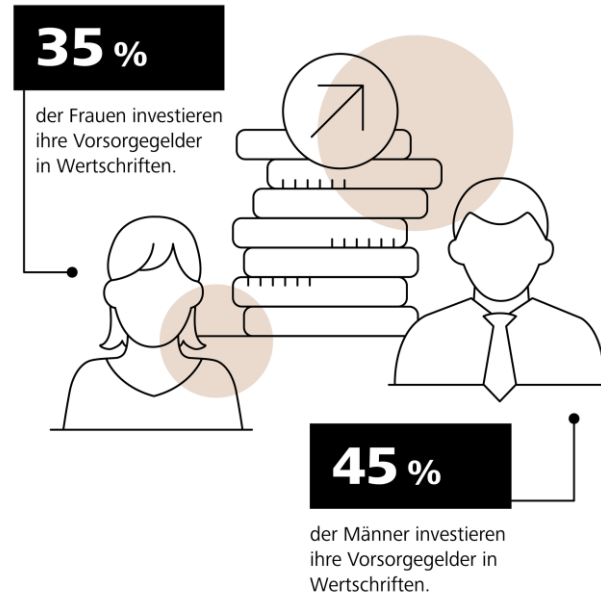 35 %
der Frauen investieren
ihre Vorsorgegelder
in Wertschriften.
45 %
der Männer investieren
ihre Vorsorgegelder in
Wertschriften.